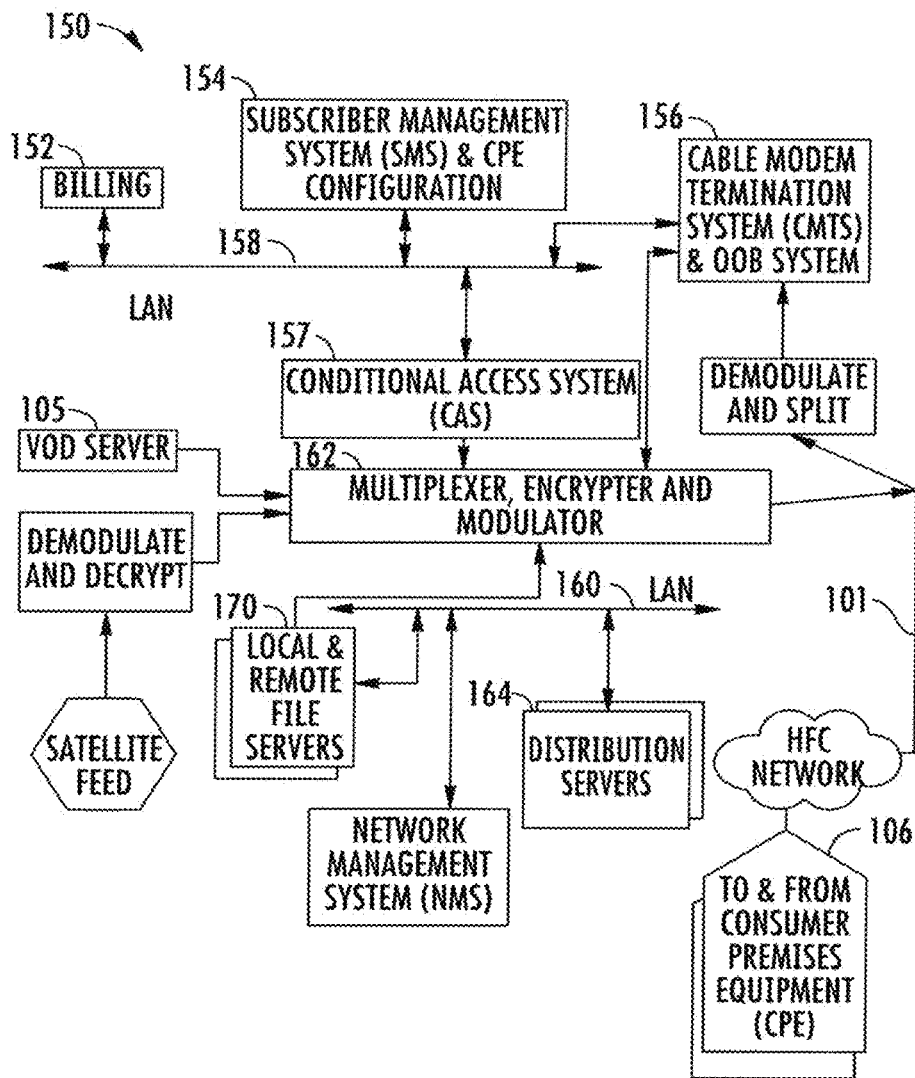 150
154
SUBSCRIBER MANAGEMENT
SYSTEM (SMS) & CPE
CONFIGURATION
152
BILLING
156
CABLE MODEM
TERMINATION
SYSTEM (CMTS)
& OOB SYSTEM
158
LAN
157
CONDITIONAL ACCESS SYSTEM
(CAS)
DEMODULATE
AND SPLIT
105
VOD SERVER
162
MULTIPLEXER, ENCRYPTER AND
MODULATOR
DEMODULATE
AND DECRYPT
160
LAN
101
170
LOCAL &
REMOTE
FILE
SERVERS
164
DISTRIBUTION
SERVERS
SATELLITE
FEED
HFC
NETWORK
NETWORK
MANAGEMENT
SYSTEM (NMS)
106
TO & FROM
CONSUMER
PREMISES
EQUIPMENT
(CPE)